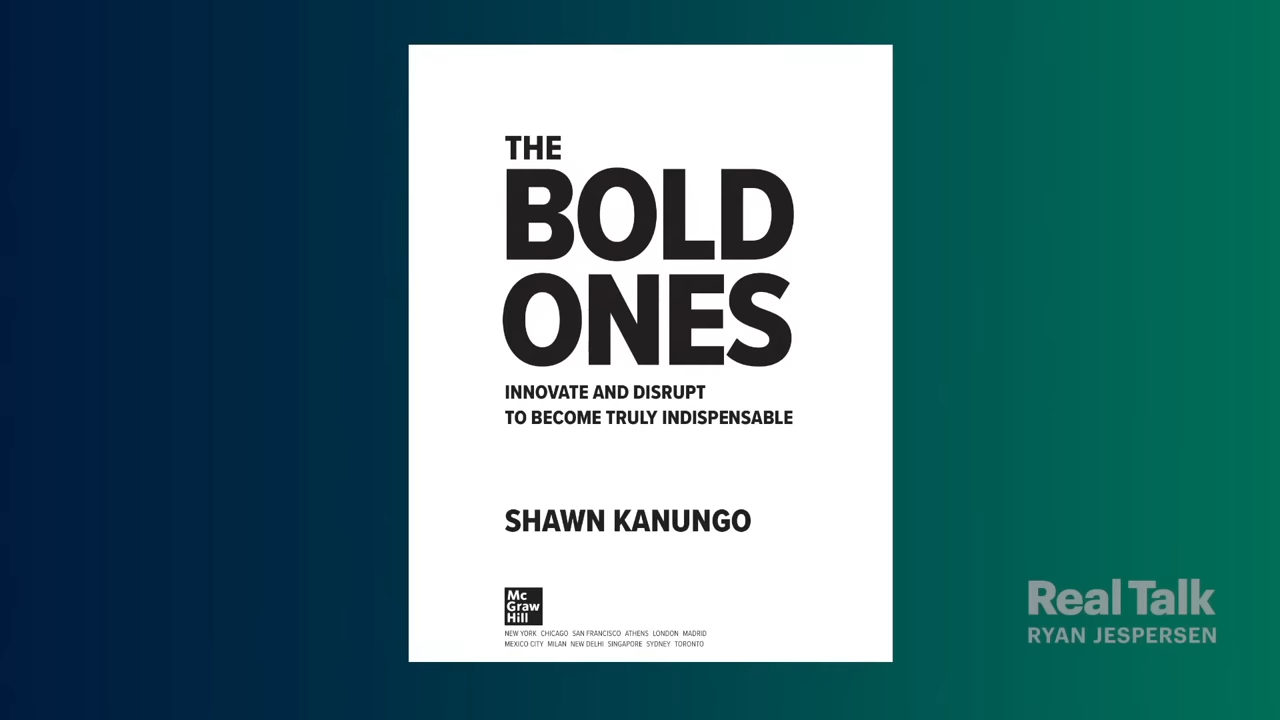 THE
BOLD
ONES
INNOVATE AND DISRUPT
TO BECOME TRULY INDISPENSABLE
SHAWN KANUNGO
Mc
Graw
Hill
NEW YORK CHICAGO SAN FRANCISCO ATHENS LONDON MADRID
MEXICO CITY MILAN NEW DELHI SINGAPORE SYDNEY TORONTO
Real Talk
RYAN JESPERSEN